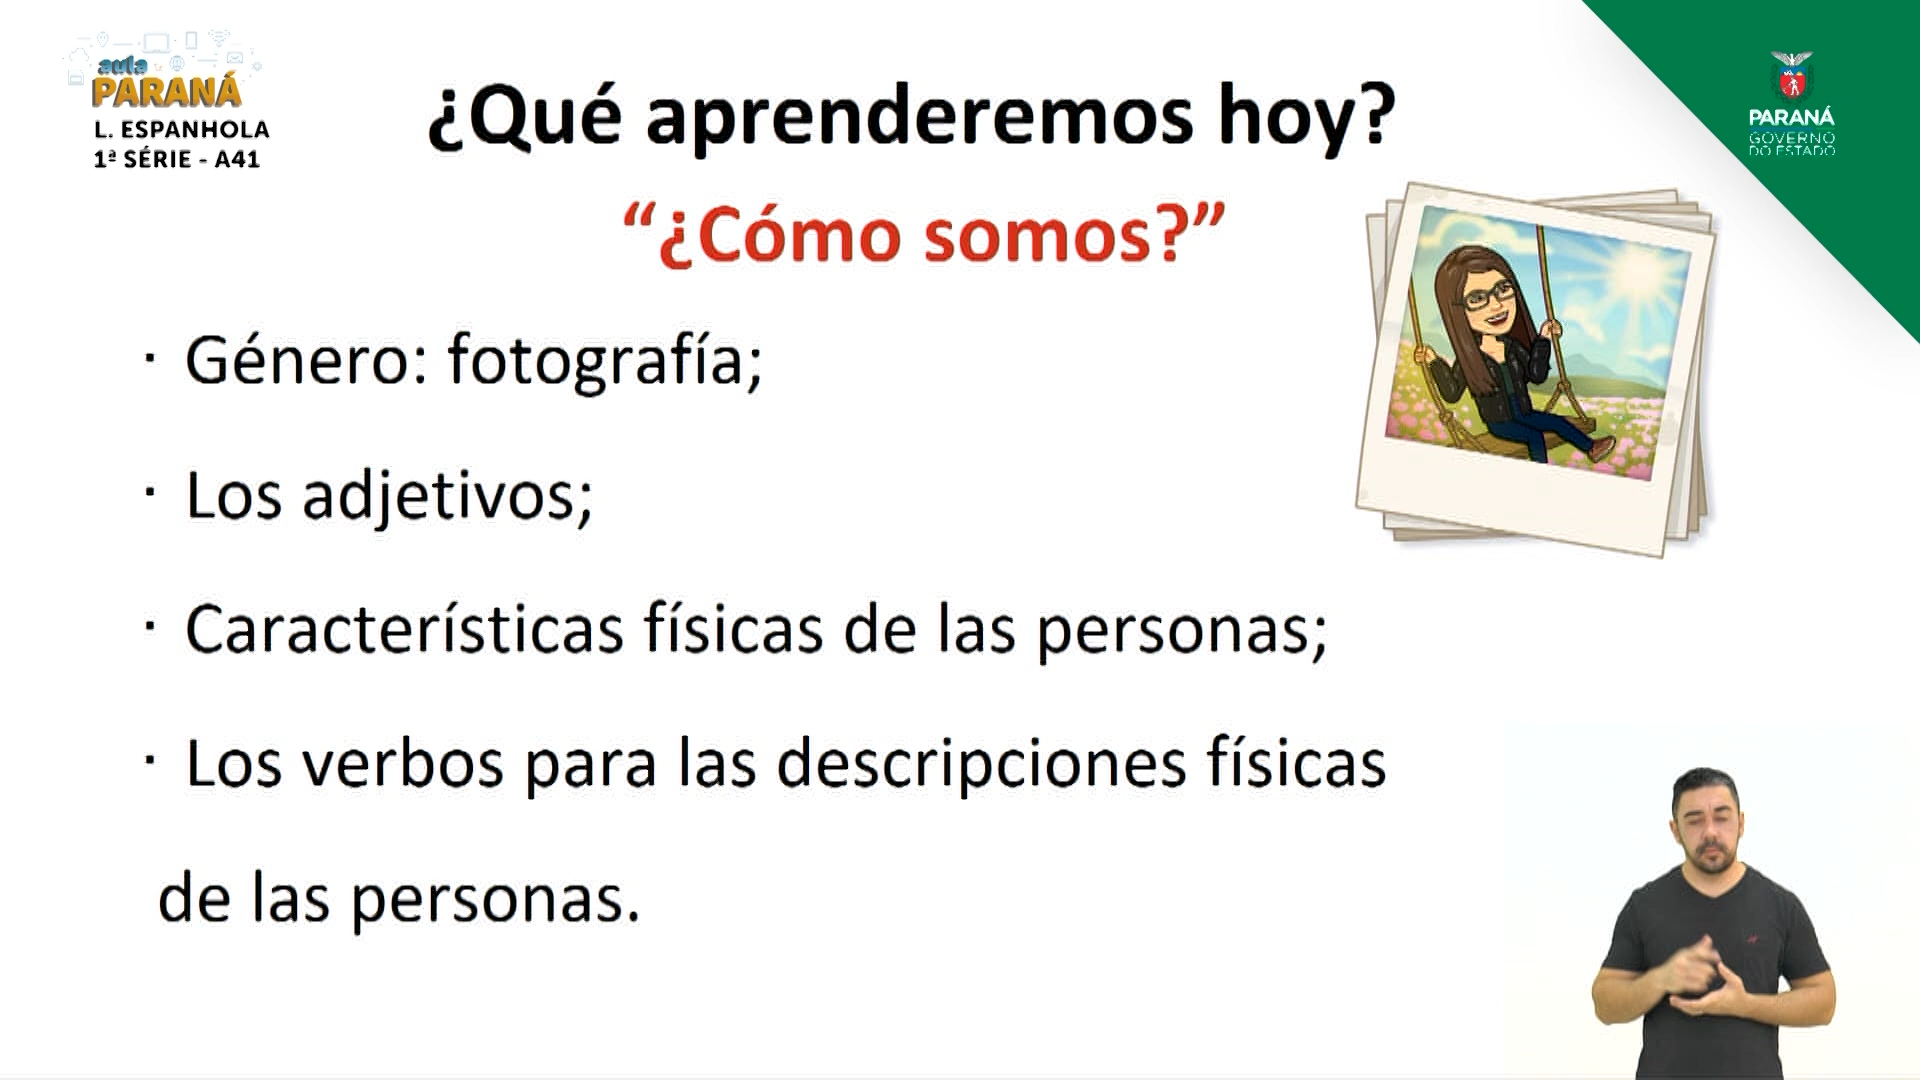 aula
PARANÁ
L. ESPANHOLA
1ª SÉRIE - A41
¿Qué aprenderemos hoy?
“¿Cómo somos?”
PARANÁ
GOVERNO
DO ESTADO
· Género: fotografía;
· Los adjetivos;
· Características físicas de las personas;
· Los verbos para las descripciones físicas
de las personas.